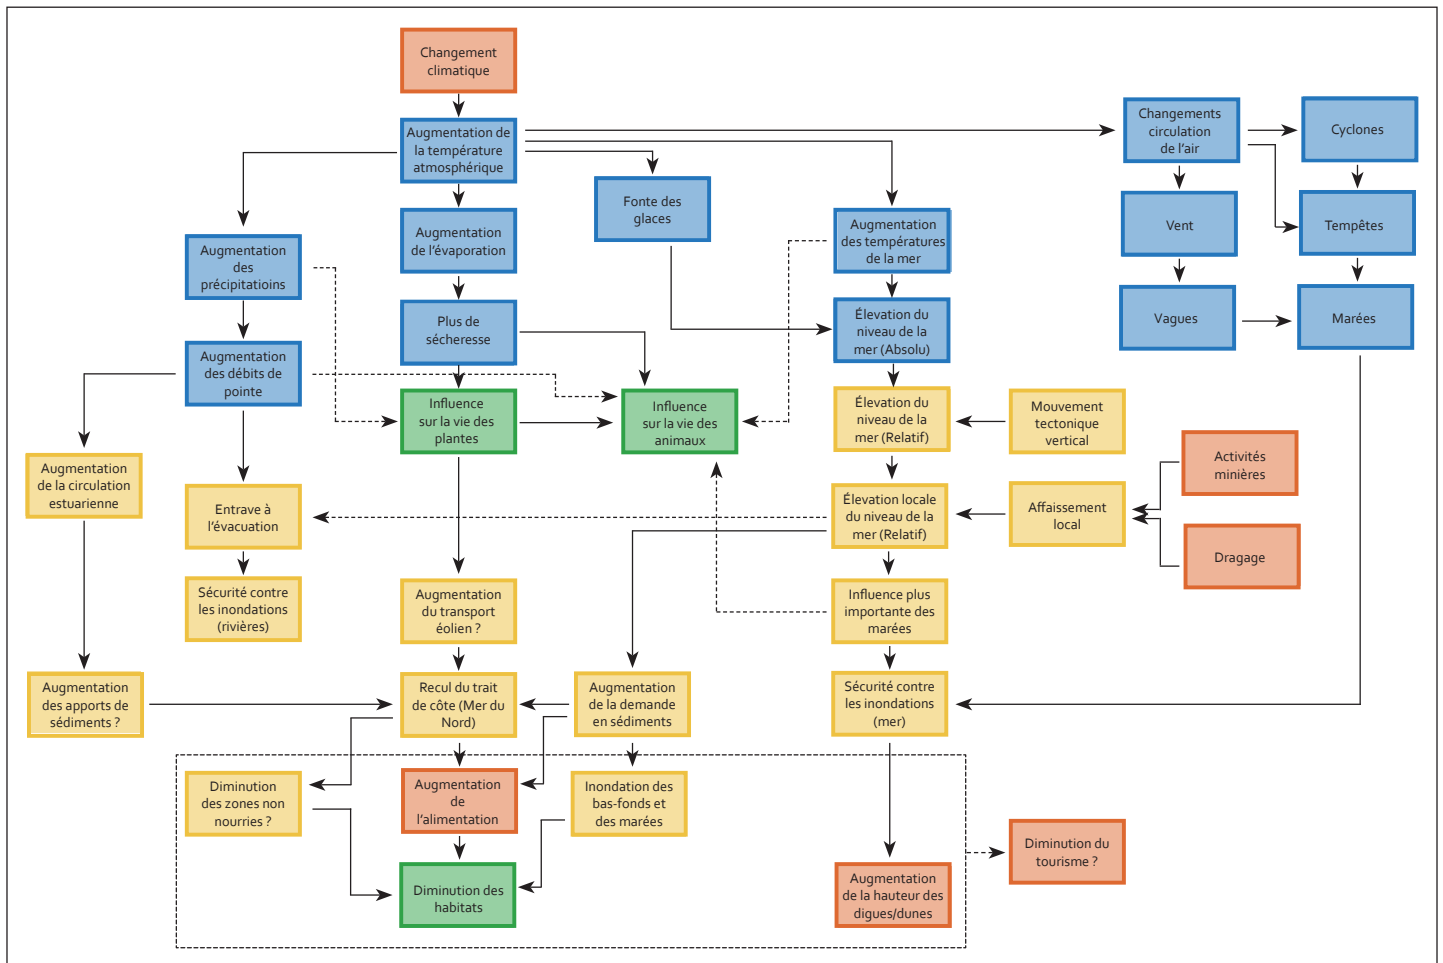 Changement
climatique
Augmentation de
la température
atmosphérique
Changements
circulation
de l'air
Cyclones
Fonte des
glaces
Vent
Tempêtes
Augmentation
des
précipitatioins
Augmentation
de l'évaporation
Augmentation
des températures
de la mer
Plus de
sécheresse
Élevation du
niveau de la
mer (Absolu)
Vagues
Marées
Augmentation
des débits de
pointe
Influence
sur la vie des
plantes
Influence
sur la vie des
animaux
Élevation du
niveau de la
mer (Relatif)
Mouvement
tectonique
vertical
Activités
minières
Augmentation
de la circulation
estuarienne
Entrave à
l'évacuation
Élevation locale
du niveau de la
mer (Relatif)
Affaissement
local
Dragage
Sécurité contre
les inondations
(rivières)
Augmentation
du transport
éolien ?
Influence plus
importante des
marées
Augmentation
des apports de
sédiments ?
Recul du trait
de côte (Mer du
Nord)
Augmentation
de la demande
en sédiments
Sécurité contre
les inondations
(mer)
Diminution
des zones non
nourries ?
Augmentation
de
l'alimentation
Inondation des
bas-fonds et
des marées
Diminution du
tourisme ?
Diminution des
habitats
Augmentation
de la hauteur des
digues/dunes